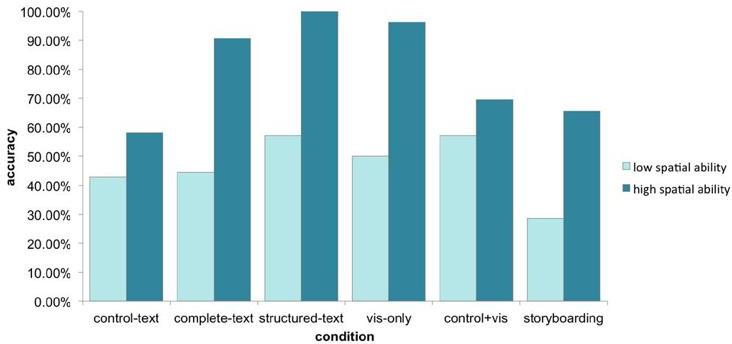 100.00%
90.00%
80.00%
70.00%
60.00%
50.00%
40.00%
30.00%
20.00%
10.00%
0.00%
accuracy
control-text complete-text structured-text vis-only control+vis storyboarding
condition
low spatial ability
high spatial ability